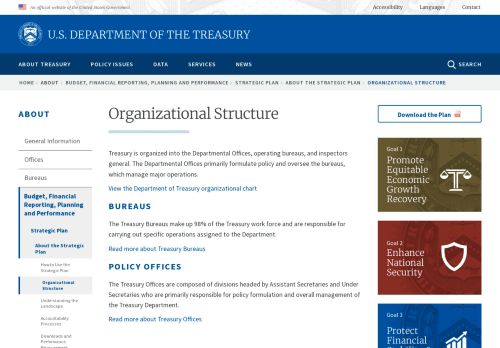 An official website of the United States Government
Accessibility
Languages
Contact
U.S. DEPARTMENT OF THE TREASURY
ABOUT TREASURY
POLICY ISSUES
DATA
SERVICES
NEWS
SEARCH
HOME › ABOUT › BUDGET, FINANCIAL REPORTING, PLANNING AND PERFORMANCE › STRATEGIC PLAN › ABOUT THE STRATEGIC PLAN › ORGANIZATIONAL STRUCTURE
ABOUT
General Information
Offices
Bureaus
Budget, Financial
Reporting, Planning
and Performance
Strategic Plan
About the Strategic
Plan
How to Use the
Strategic Plan
Organizational
Structure
Understanding the
Landscape
Accountability
Processes
Downloads and
Performance
Organizational Structure
Treasury is organized into the Departmental Offices, operating bureaus, and inspectors
general. The Departmental Offices primarily formulate policy and oversee the bureaus,
which manage major operations.
View the Department of Treasury organizational chart
BUREAUS
The Treasury Bureaus make up 98% of the Treasury work force and are responsible for
carrying out specific operations assigned to the Department.
Read more about Treasury Bureaus
POLICY OFFICES
The Treasury Offices are composed of divisions headed by Assistant Secretaries and Under
Secretaries who are primarily responsible for policy formulation and overall management of
the Treasury Department.
Read more about Treasury Offices
Download the Plan
Goal 1
Promote
Equitable
Economic
Growth
Recovery
Goal 2
Enhance
National
Security
Goal 3
Protect
Financial